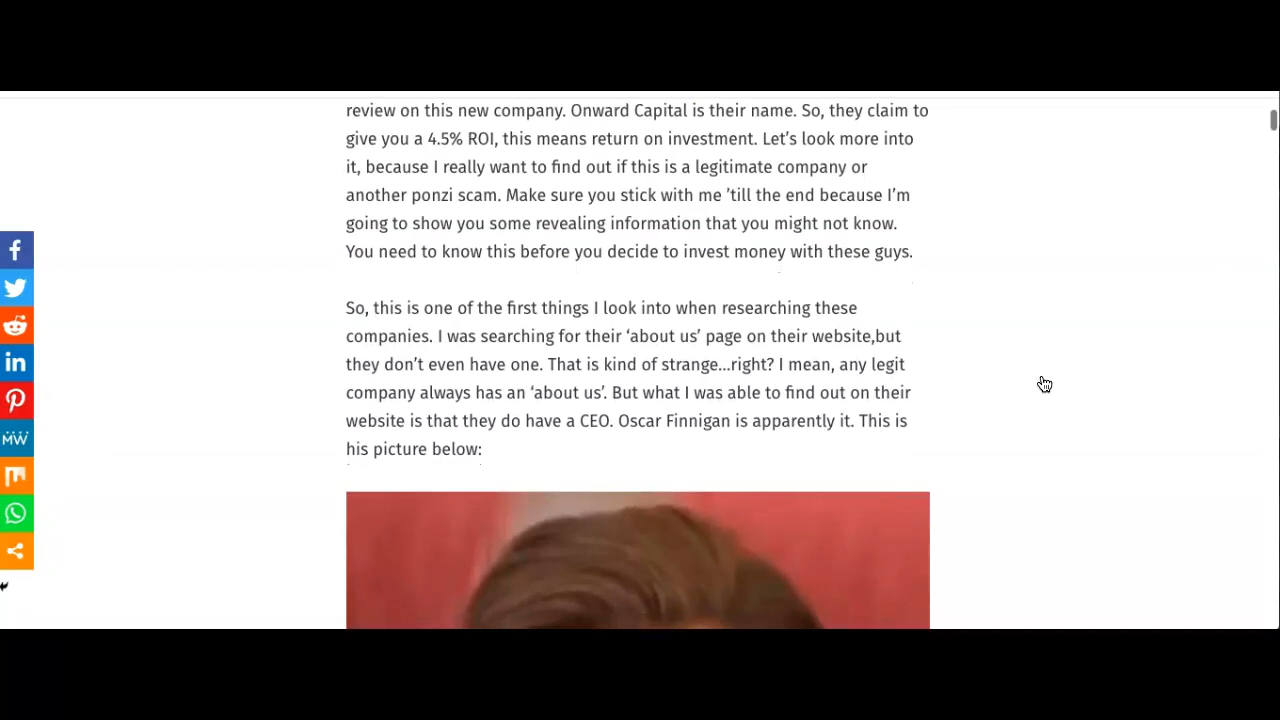 review on this new company. Onward Capital is their name. So, they claim to
give you a 4.5% ROI, this means return on investment. Let’s look more into
it, because I really want to find out if this is a legitimate company or
another ponzi scam. Make sure you stick with me ’till the end because I’m
going to show you some revealing information that you might not know.
You need to know this before you decide to invest money with these guys.
So, this is one of the first things I look into when researching these
companies. I was searching for their ‘about us’ page on their website,but
they don’t even have one. That is kind of strange…right? I mean, any legit
company always has an ‘about us’. But what I was able to find out on their
website is that they do have a CEO. Oscar Finnigan is apparently it. This is
his picture below:
MW